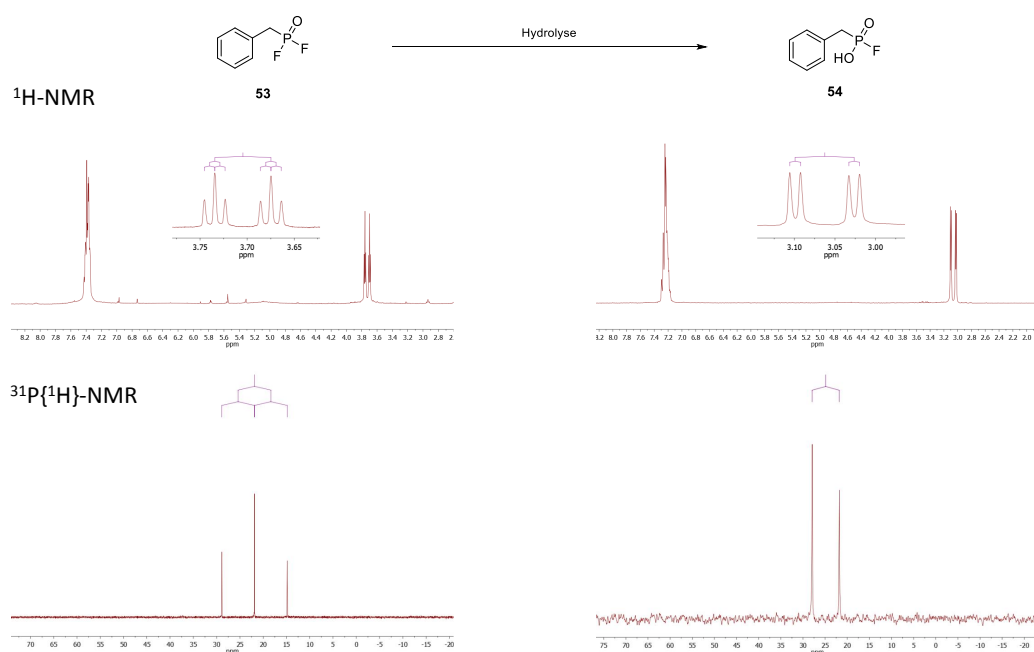 Hydrolyse
O
P
F
F
53
O
P
HO
F
54
¹H-NMR
3.75 3.70 3.65
ppm
3.10 3.05 3.00
ppm
8.2 8.0 7.8 7.6 7.4 7.2 7.0 6.8 6.6 6.4 6.2 6.0 5.8 5.6 5.4 5.2 5.0 4.8 4.6 4.4 4.2 4.0 3.8 3.6 3.4 3.2 3.0 2.8 2.
ppm
8.2 8.0 7.8 7.6 7.4 7.2 7.0 6.8 6.6 6.4 6.2 6.0 5.8 5.6 5.4 5.2 5.0 4.8 4.6 4.4 4.2 4.0 3.8 3.6 3.4 3.2 3.0 2.8 2.6 2.4 2.2 2.0
ppm
³¹P{¹H}-NMR
70 65 60 55 50 45 40 35 30 25 20 15 10 5 0 -5 -10 -15 -20
ppm
75 70 65 60 55 50 45 40 35 30 25 20 15 10 5 0 -5 -10 -15 -20
ppm